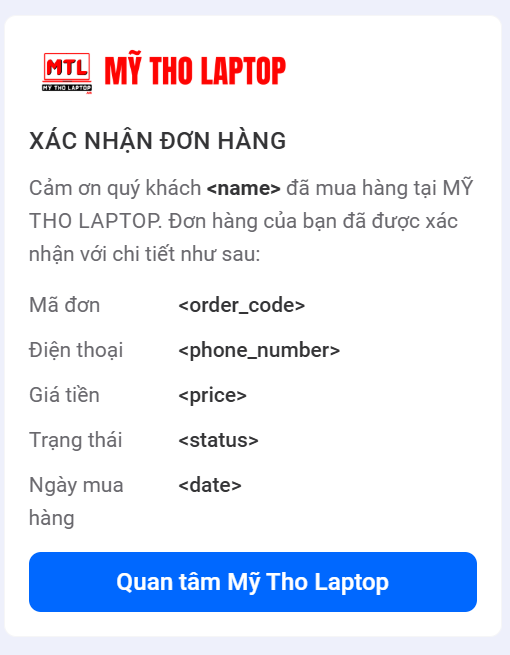 MTL
MỸ THO LAPTOP
MỸ THO LAPTOP
XÁC NHẬN ĐƠN HÀNG
Cảm ơn quý khách <name> đã mua hàng tại MỸ
THO LAPTOP. Đơn hàng của bạn đã được xác
nhận với chi tiết như sau:
Mã đơn <order_code>
Điện thoại <phone_number>
Giá tiền <price>
Trạng thái <status>
Ngày mua <date>
hàng
Quan tâm Mỹ Tho Laptop